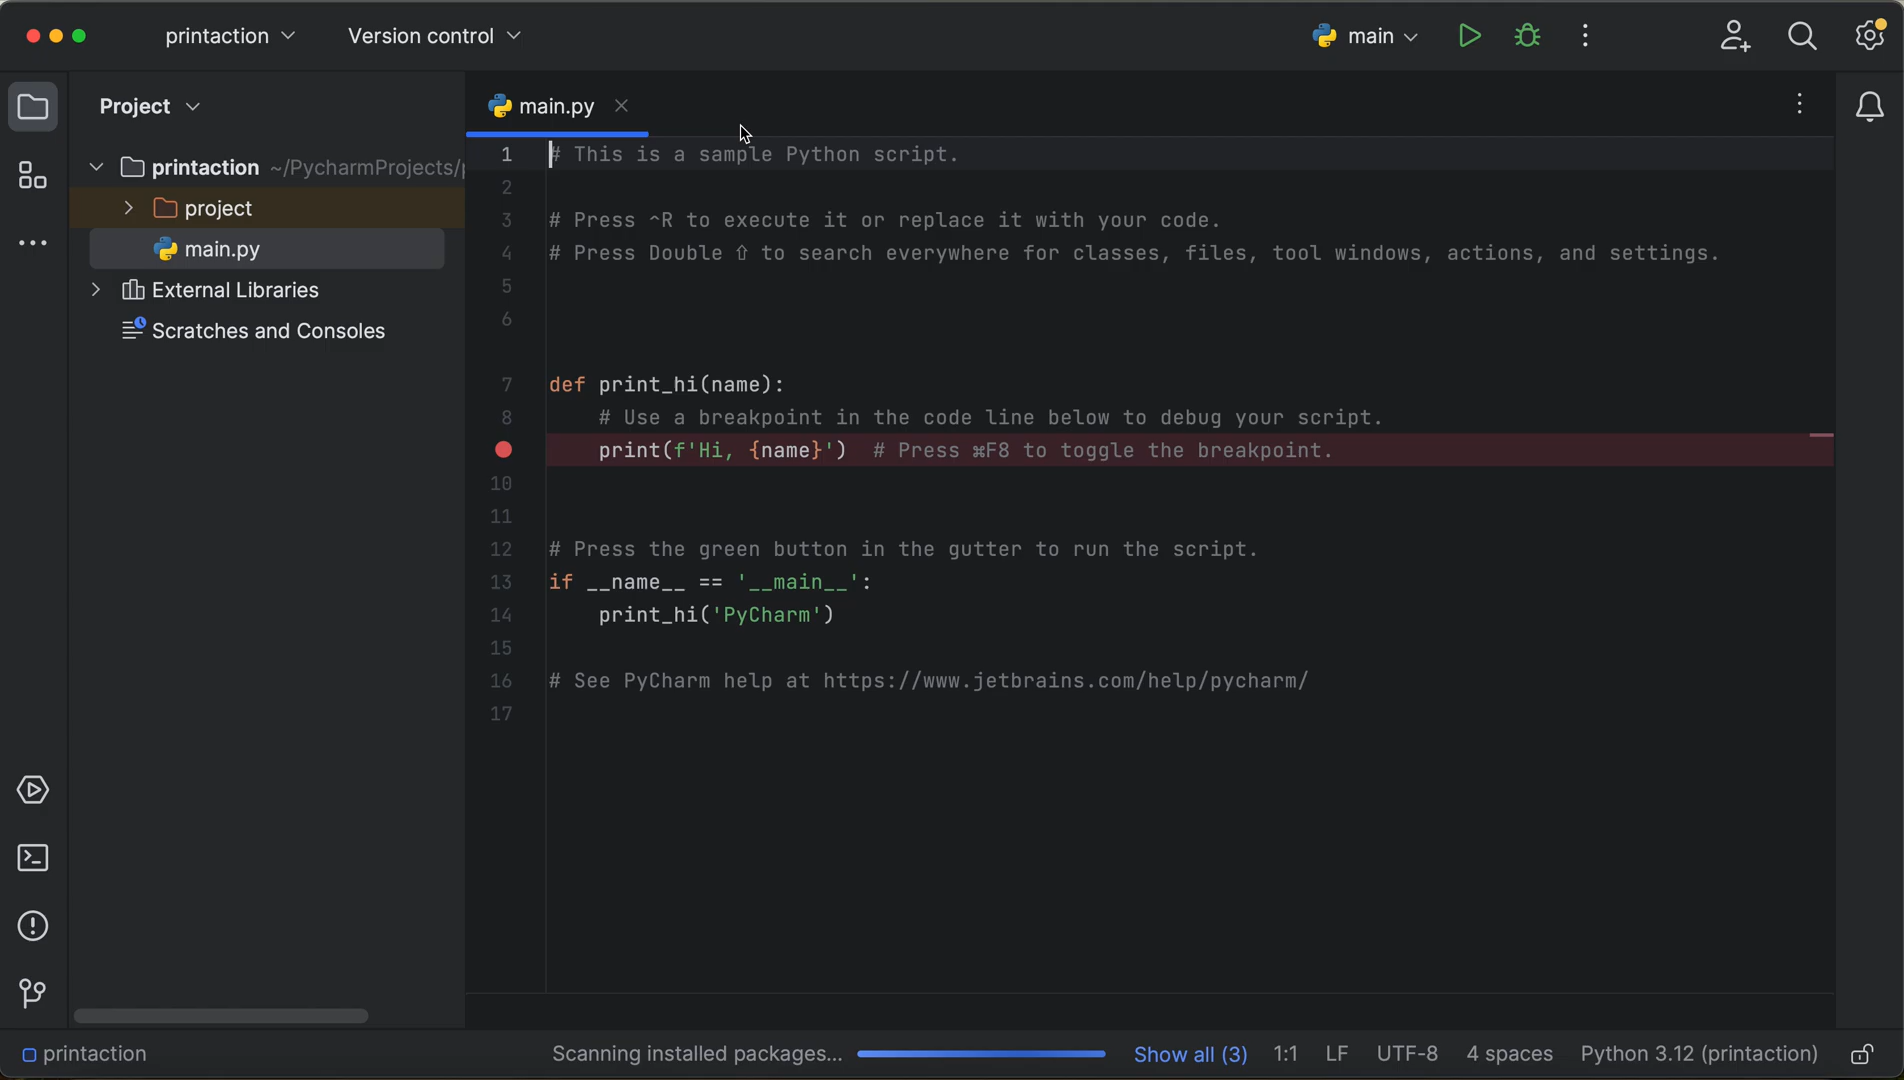 printaction
Version control
main
Project
main.py
printaction ~/PycharmProjects/
project
main.py
External Libraries
Scratches and Consoles
1 # This is a sample Python script.
2
3 # Press ^R to execute it or replace it with your code.
4 # Press Double ⇧ to search everywhere for classes, files, tool windows, actions, and settings.
5
6
7 def print_hi(name):
8     # Use a breakpoint in the code line below to debug your script.
    print(f'Hi, {name}')  # Press ⌘F8 to toggle the breakpoint.
10
11
12 # Press the green button in the gutter to run the script.
13 if __name__ == '__main__':
14     print_hi('PyCharm')
15
16 # See PyCharm help at https://www.jetbrains.com/help/pycharm/
17
printaction
Scanning installed packages...
Show all (3)
1:1
LF
UTF-8
4 spaces
Python 3.12 (printaction)